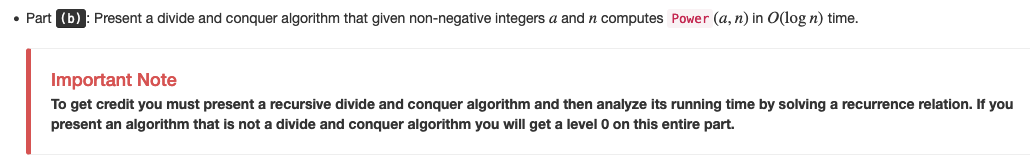 • Part (b): Present a divide and conquer algorithm that given non-negative integers a and n computes Power (a, n) in O(log n) time.
Important Note
To get credit you must present a recursive divide and conquer algorithm and then analyze its running time by solving a recurrence relation. If you
present an algorithm that is not a divide and conquer algorithm you will get a level 0 on this entire part.